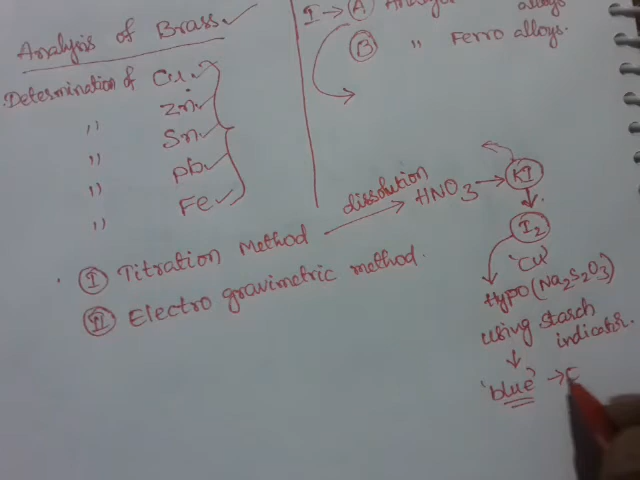 Analysis of Brass.
Determination of Cu.
" Zn
" Sn
" Pb
" Fe
I → A alloys
B " Ferro alloys.
I Titration Method dissolution → HNO3 → KI
I2
'Cu'
Hypo (Na2S2O3)
using starch
indicator.
'blue' →
II Electro gravimetric method.